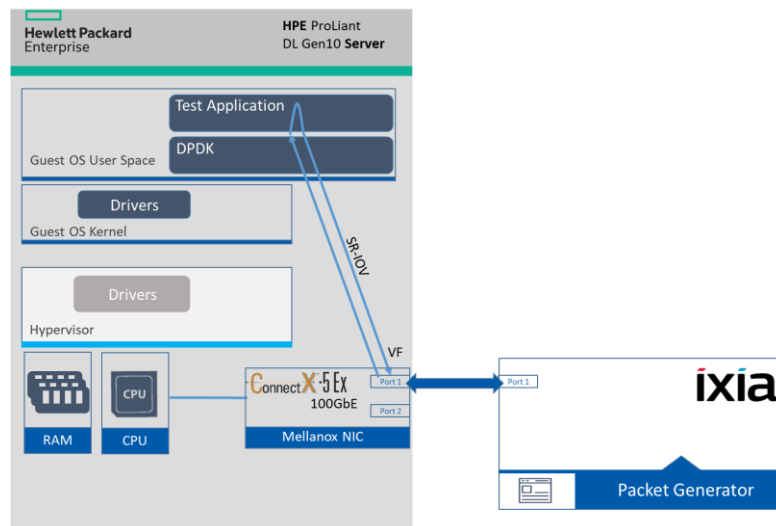 Hewlett Packard
Enterprise
HPE ProLiant
DL Gen10 Server
Test Application
DPDK
Guest OS User Space
Drivers
Guest OS Kernel
SR-IOV
Drivers
Hypervisor
VF
CPU
RAM
CPU
ConnectX-5 Ex
100GbE
Port 1
Port 2
Mellanox NIC
Port 1
ixia
Packet Generator